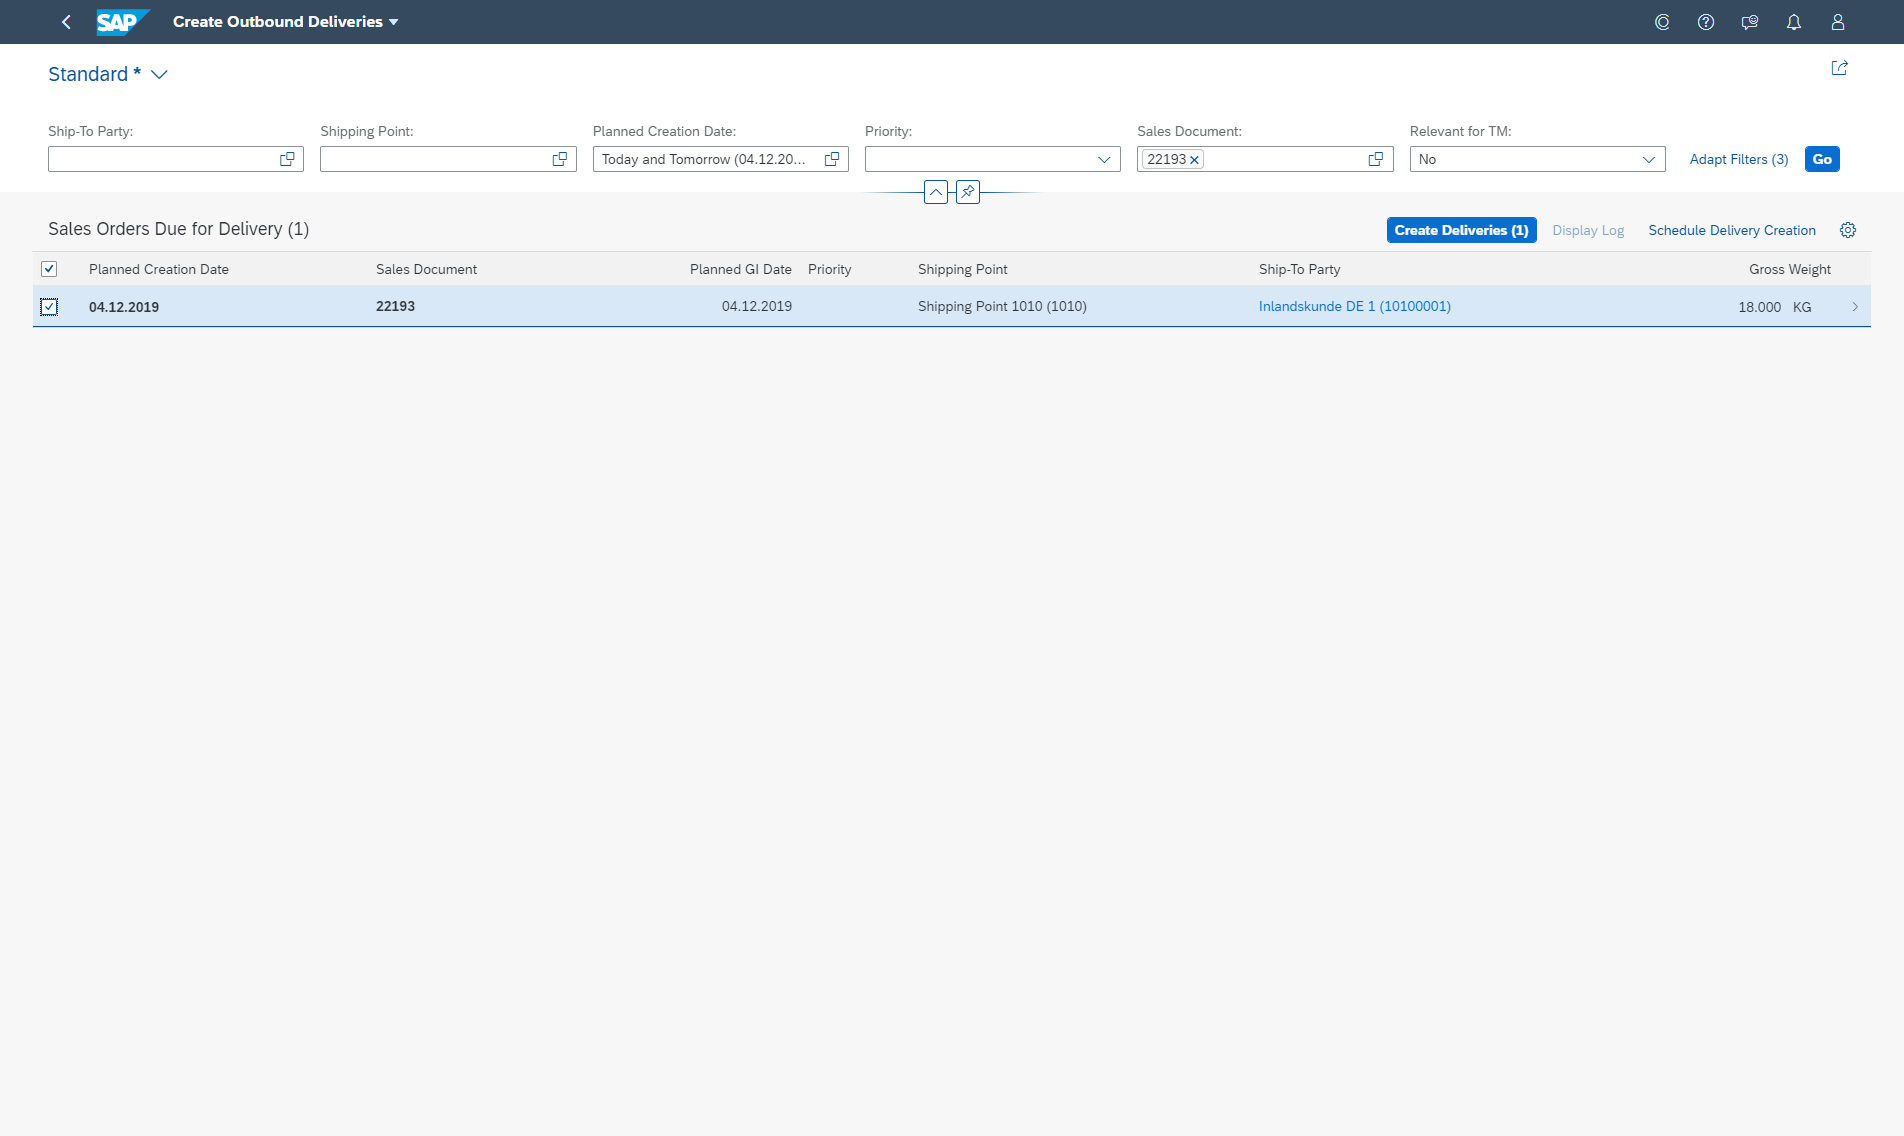 SAP Create Outbound Deliveries
Standard *
Ship-To Party: Shipping Point: Planned Creation Date: Priority: Sales Document: Relevant for TM:
Today and Tomorrow (04.12.20... 22193 No Adapt Filters (3) Go
Sales Orders Due for Delivery (1) Create Deliveries (1) Display Log Schedule Delivery Creation
Planned Creation Date Sales Document Planned GI Date Priority Shipping Point Ship-To Party Gross Weight
04.12.2019 22193 04.12.2019 Shipping Point 1010 (1010) Inlandskunde DE 1 (10100001) 18.000 KG